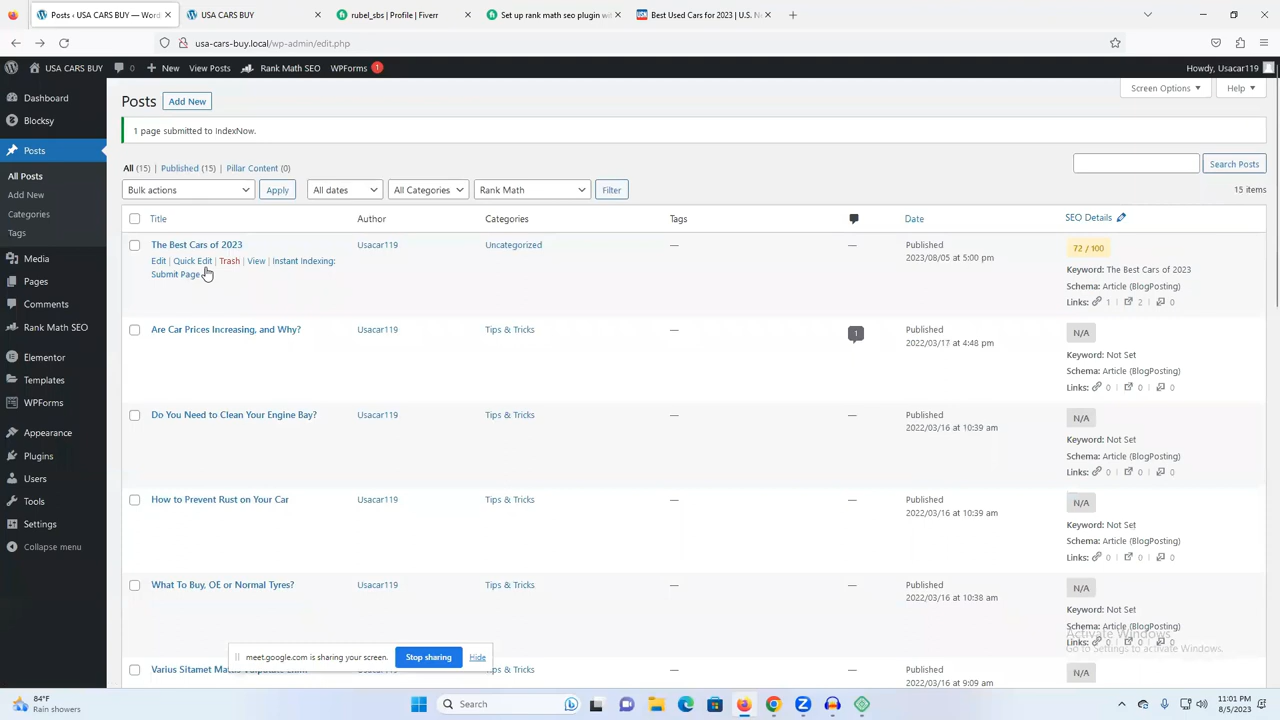 Posts ‹ USA CARS BUY — Word
USA CARS BUY
rubel_sbs | Profile | Fiverr
Set up rank math seo plugin wi
Best Used Cars for 2023 | U.S. N
usa-cars-buy.local/wp-admin/edit.php
USA CARS BUY 0 New View Posts Rank Math SEO WPForms 1 Howdy, Usacar119
Dashboard
Blocksy
Posts
All Posts
Add New
Categories
Tags
Media
Pages
Comments
Rank Math SEO
Elementor
Templates
WPForms
Appearance
Plugins
Users
Tools
Settings
Collapse menu
Screen Options Help
Posts Add New
1 page submitted to IndexNow.
All (15) | Published (15) | Pillar Content (0)
Search Posts
Bulk actions Apply All dates All Categories Rank Math Filter 15 items
Title Author Categories Tags Date SEO Details
The Best Cars of 2023 Usacar119 Uncategorized — — Published 72 / 100
2023/08/05 at 5:00 pm
Edit | Quick Edit | Trash | View | Instant Indexing:
Submit Page
Keyword: The Best Cars of 2023
Schema: Article (BlogPosting)
Links: 1 | 2 | 0
Are Car Prices Increasing, and Why? Usacar119 Tips & Tricks — 1 Published N/A
2022/03/17 at 4:48 pm
Keyword: Not Set
Schema: Article (BlogPosting)
Links: 0 | 0 | 0
Do You Need to Clean Your Engine Bay? Usacar119 Tips & Tricks — — Published N/A
2022/03/16 at 10:39 am
Keyword: Not Set
Schema: Article (BlogPosting)
Links: 0 | 0 | 0
How to Prevent Rust on Your Car Usacar119 Tips & Tricks — — Published N/A
2022/03/16 at 10:39 am
Keyword: Not Set
Schema: Article (BlogPosting)
Links: 0 | 0 | 0
What To Buy, OE or Normal Tyres? Usacar119 Tips & Tricks — — Published N/A
2022/03/16 at 10:38 am
Keyword: Not Set
Schema: Article (BlogPosting)
Links: 0 | 0 | 0
Activate Windows
Go to Settings to activate Windows.
meet.google.com is sharing your screen. Stop sharing Hide
Varius Sitamet Mattis Vulputate Usacar119 Tips & Tricks — — Published N/A
2022/03/16 at 9:09 am
84°F
Rain showers
Search
11:01 PM
8/5/2023